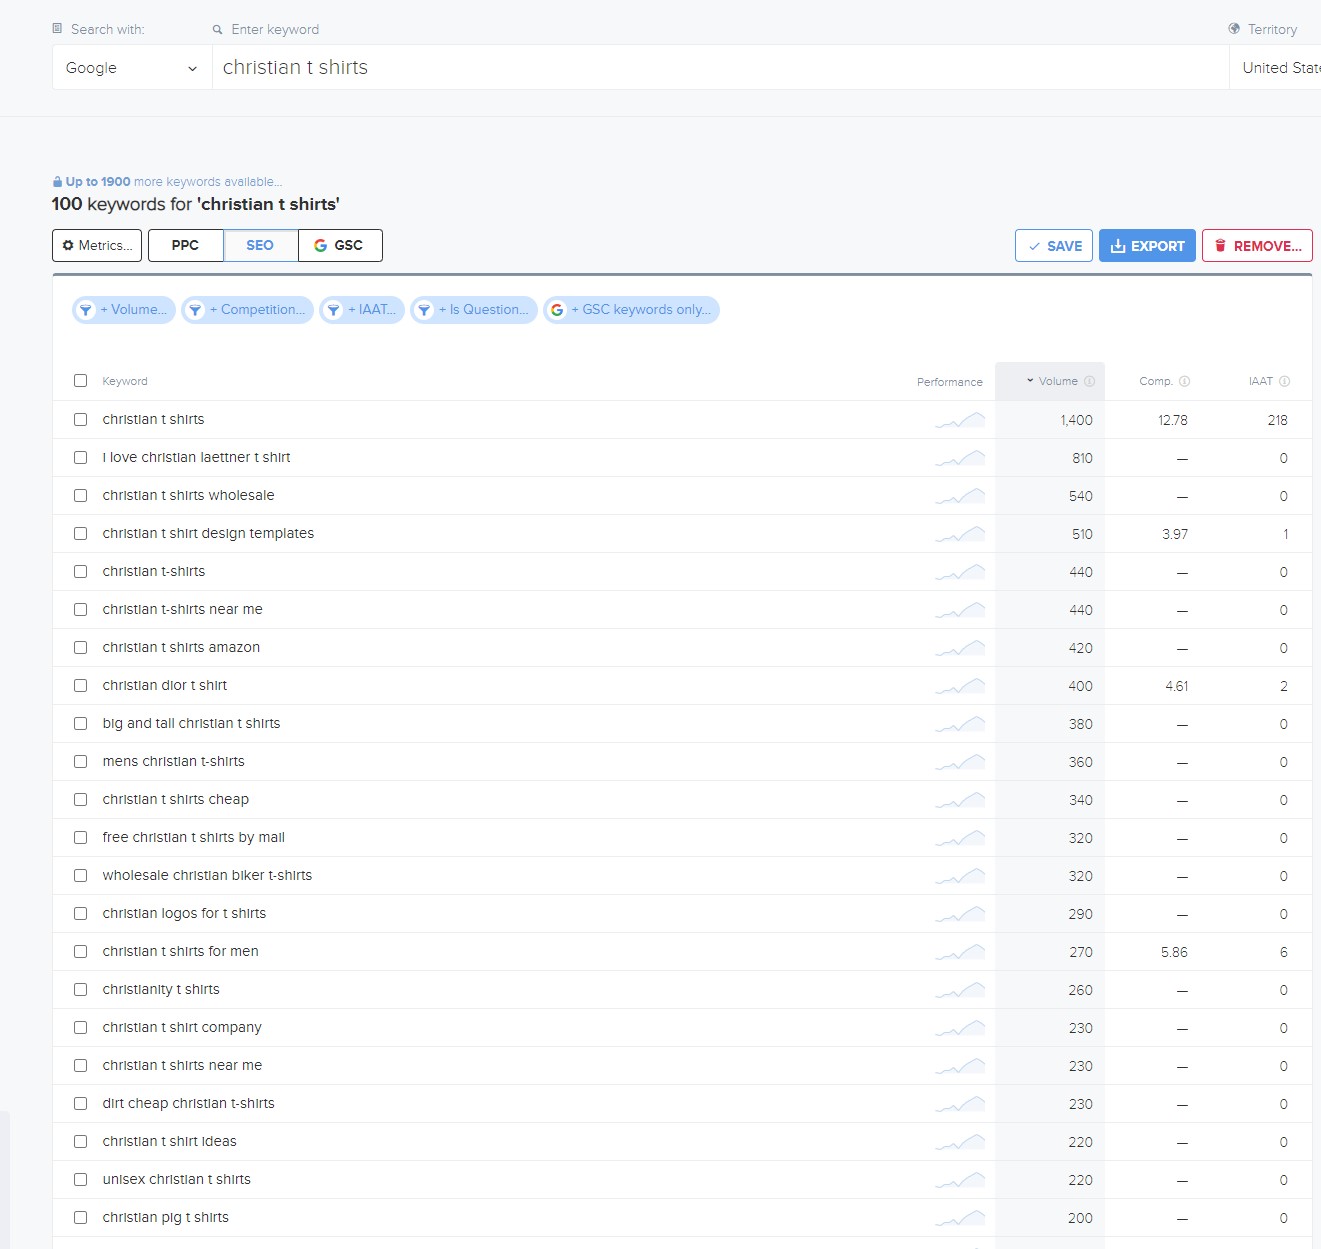 Search with: Enter keyword Territory
Google christian t shirts United State
Up to 1900 more keywords available...
100 keywords for 'christian t shirts'
Metrics... PPC SEO GSC SAVE EXPORT REMOVE...
+ Volume... + Competition... + IAAT... + Is Question... + GSC keywords only...
Keyword Performance Volume Comp. IAAT
christian t shirts 1,400 12.78 218
I love christian laettner t shirt 810 — 0
christian t shirts wholesale 540 — 0
christian t shirt design templates 510 3.97 1
christian t-shirts 440 — 0
christian t-shirts near me 440 — 0
christian t shirts amazon 420 — 0
christian dior t shirt 400 4.61 2
big and tall christian t shirts 380 — 0
mens christian t-shirts 360 — 0
christian t shirts cheap 340 — 0
free christian t shirts by mail 320 — 0
wholesale christian biker t-shirts 320 — 0
christian logos for t shirts 290 — 0
christian t shirts for men 270 5.86 6
christianity t shirts 260 — 0
christian t shirt company 230 — 0
christian t shirts near me 230 — 0
dirt cheap christian t-shirts 230 — 0
christian t shirt ideas 220 — 0
unisex christian t shirts 220 — 0
christian pig t shirts 200 — 0